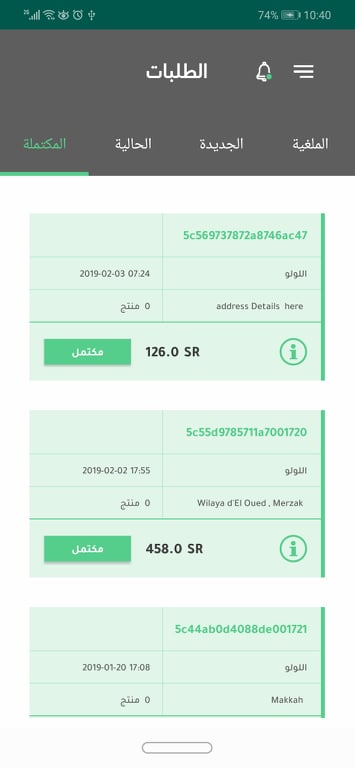 2G 74% 10:40
الطلبات
الملغية الجديدة الحالية المكتملة
5c569737872a8746ac47
اللولو 2019-02-03 07:24
address Details here 0 منتج
126.0 SR مكتمل
5c55d9785711a7001720
اللولو 2019-02-02 17:55
Wilaya d'El Oued , Merzak 0 منتج
458.0 SR مكتمل
5c44ab0d4088de001721
اللولو 2019-01-20 17:08
Makkah 0 منتج